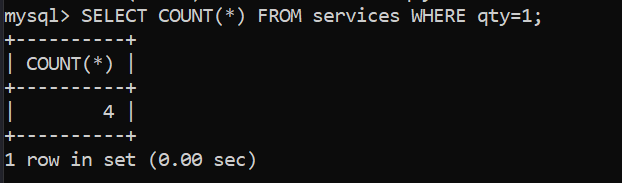 mysql> SELECT COUNT(*) FROM services WHERE qty=1;
+----------+
| COUNT(*) |
+----------+
|        4 |
+----------+
1 row in set (0.00 sec)